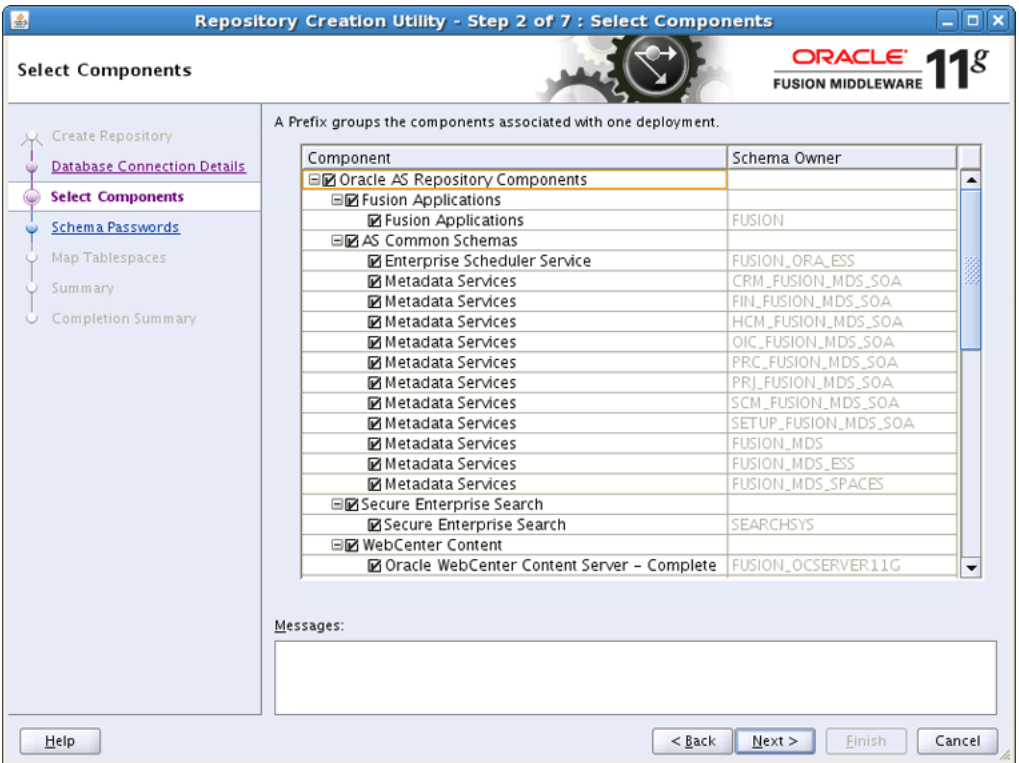 Repository Creation Utility - Step 2 of 7 : Select Components
Select Components
ORACLE
FUSION MIDDLEWARE
11g
Create Repository
Database Connection Details
Select Components
Schema Passwords
Map Tablespaces
Summary
Completion Summary
A Prefix groups the components associated with one deployment.
Component Schema Owner
Oracle AS Repository Components
Fusion Applications
Fusion Applications FUSION
AS Common Schemas
Enterprise Scheduler Service FUSION_ORA_ESS
Metadata Services CRM_FUSION_MDS_SOA
Metadata Services FIN_FUSION_MDS_SOA
Metadata Services HCM_FUSION_MDS_SOA
Metadata Services OIC_FUSION_MDS_SOA
Metadata Services PRC_FUSION_MDS_SOA
Metadata Services PRJ_FUSION_MDS_SOA
Metadata Services SCM_FUSION_MDS_SOA
Metadata Services SETUP_FUSION_MDS_SOA
Metadata Services FUSION_MDS
Metadata Services FUSION_MDS_ESS
Metadata Services FUSION_MDS_SPACES
Secure Enterprise Search
Secure Enterprise Search SEARCHSYS
WebCenter Content
Oracle WebCenter Content Server - Complete FUSION_OCSERVER11G
Messages:
Help < Back Next > Finish Cancel